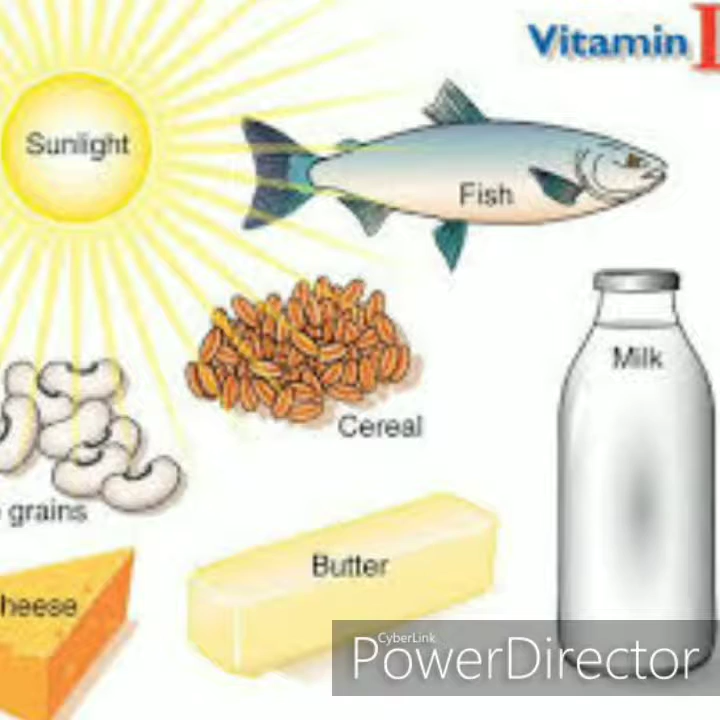 Vitamin
Sunlight
Fish
Milk
Cereal
grains
Butter
heese
CyberLink
PowerDirector